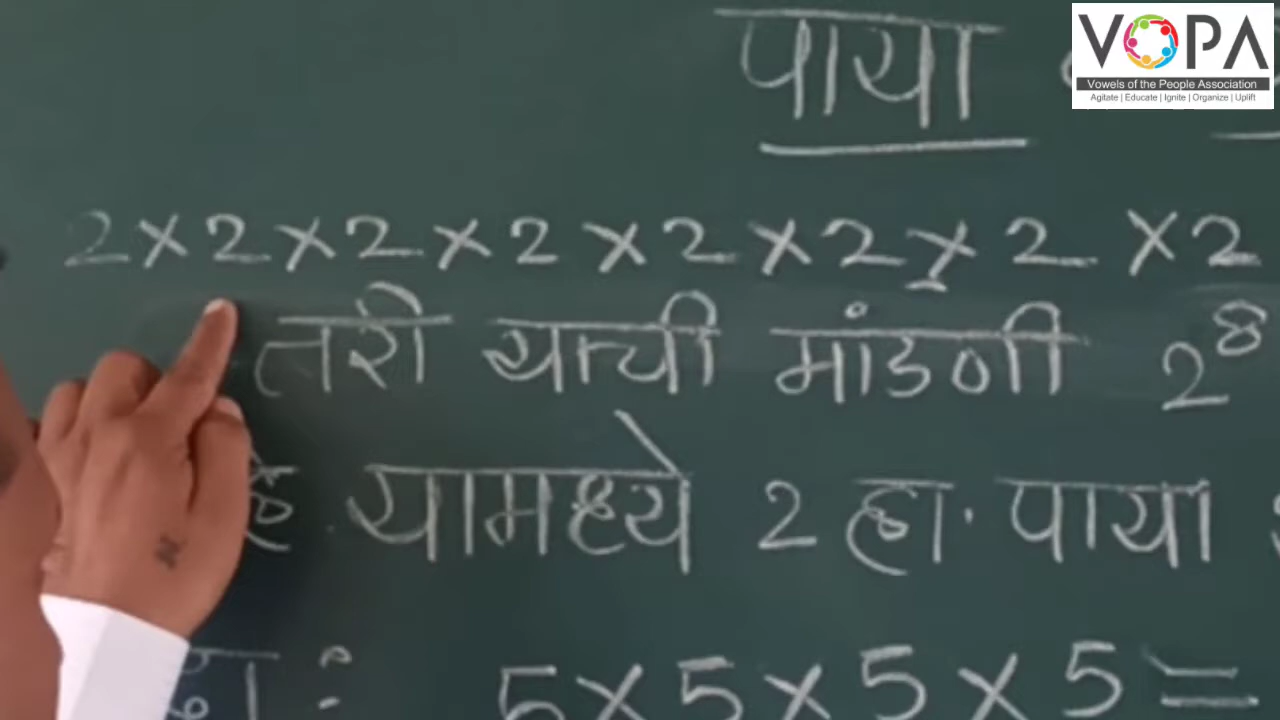 पाया
VOPA
Vowels of the People Association
Agitate | Educate | Ignite | Organize | Uplift
2 × 2 × 2 × 2 × 2 × 2 × 2 × 2
तरी याची मांडणी 2⁸
यामध्ये 2 हा पाया
5 × 5 × 5 × 5 =